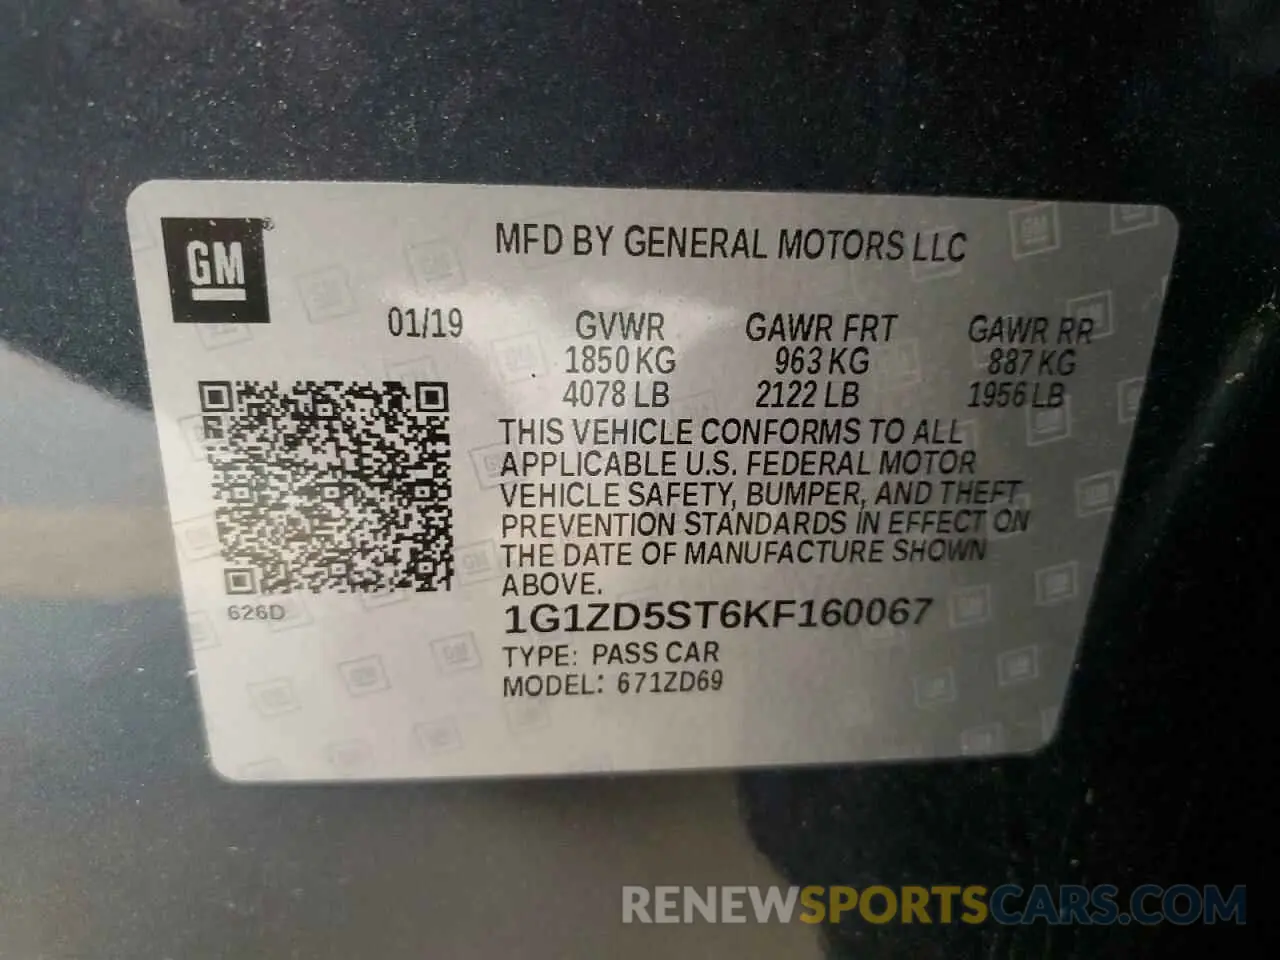 GM®
MFD BY GENERAL MOTORS LLC
01/19 GVWR GAWR FRT GAWR RR
1850 KG 963 KG 887 KG
4078 LB 2122 LB 1956 LB
THIS VEHICLE CONFORMS TO ALL
APPLICABLE U.S. FEDERAL MOTOR
VEHICLE SAFETY, BUMPER, AND THEFT
PREVENTION STANDARDS IN EFFECT ON
THE DATE OF MANUFACTURE SHOWN
ABOVE.
626D
1G1ZD5ST6KF160067
TYPE: PASS CAR
MODEL: 671ZD69
RENEWSPORTSCARS.COM